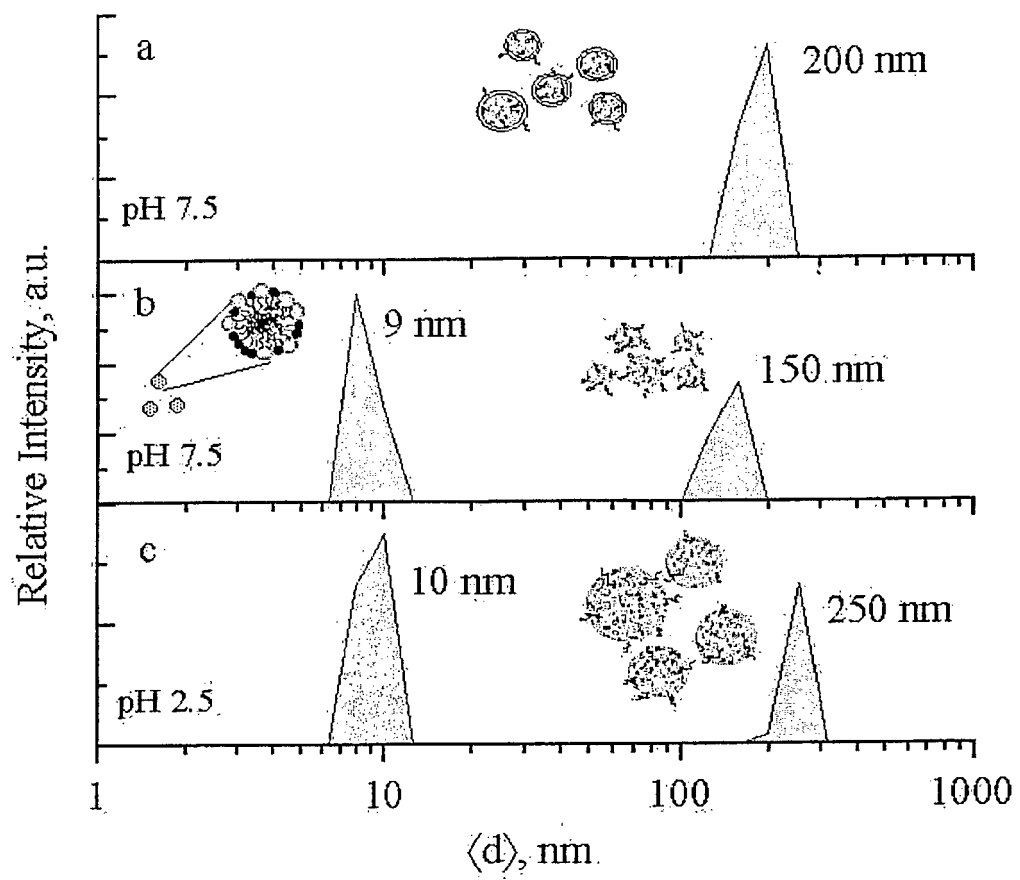 a
200 nm
pH 7.5
b
9 nm
150 nm
pH 7.5
c
10 nm
250 nm
pH 2.5
Relative Intensity, a.u.
1 10 100 1000
⟨d⟩, nm